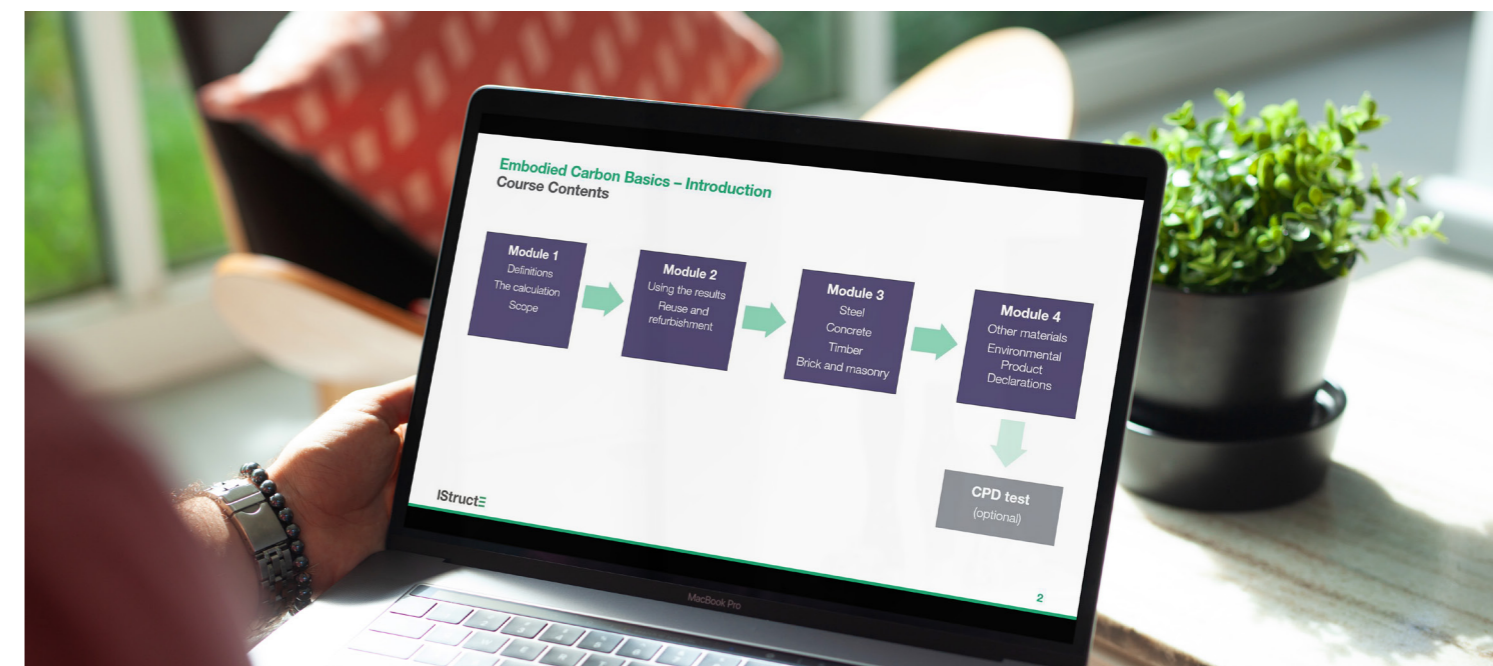 Embodied Carbon Basics – Introduction
Course Contents
Module 1
Definitions
The calculation
Scope
Module 2
Using the results
Reuse and
refurbishment
Module 3
Steel
Concrete
Timber
Brick and masonry
Module 4
Other materials
Environmental
Product
Declarations
CPD test
(optional)
IStructE
2
MacBook Pro